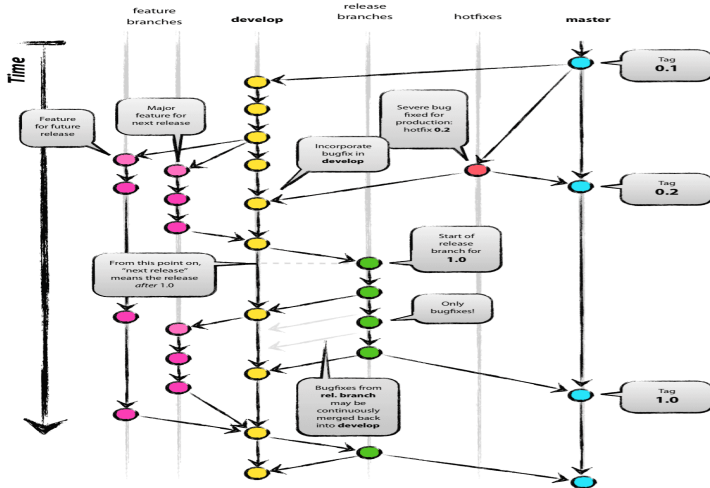 feature
branches
develop
release
branches
hotfixes
master
Time
Tag
0.1
Feature
for future
release
Major
feature for
next release
Severe bug
fixed for
production:
hotfix 0.2
Incorporate
bugfix in
develop
Tag
0.2
Start of
release
branch for
1.0
From this point on,
“next release”
means the release
after 1.0
Only
bugfixes!
Bugfixes from
rel. branch
may be
continuously
merged back
into develop
Tag
1.0